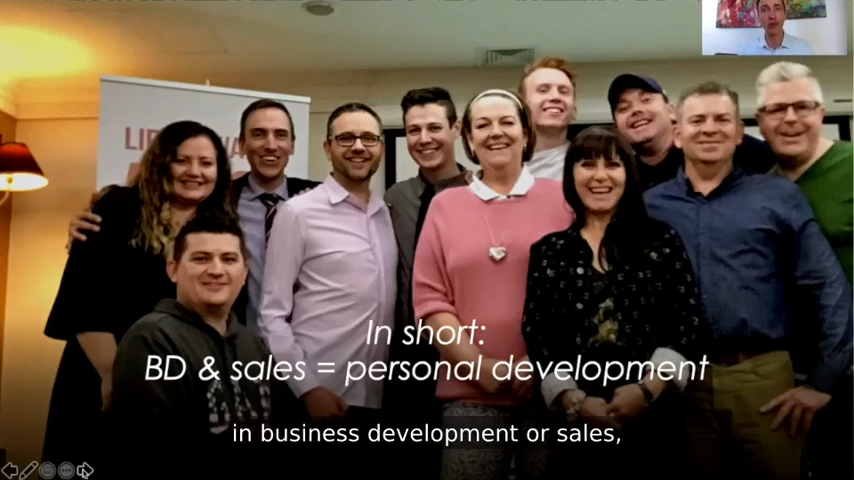 In short:
BD & sales = personal development
in business development or sales,